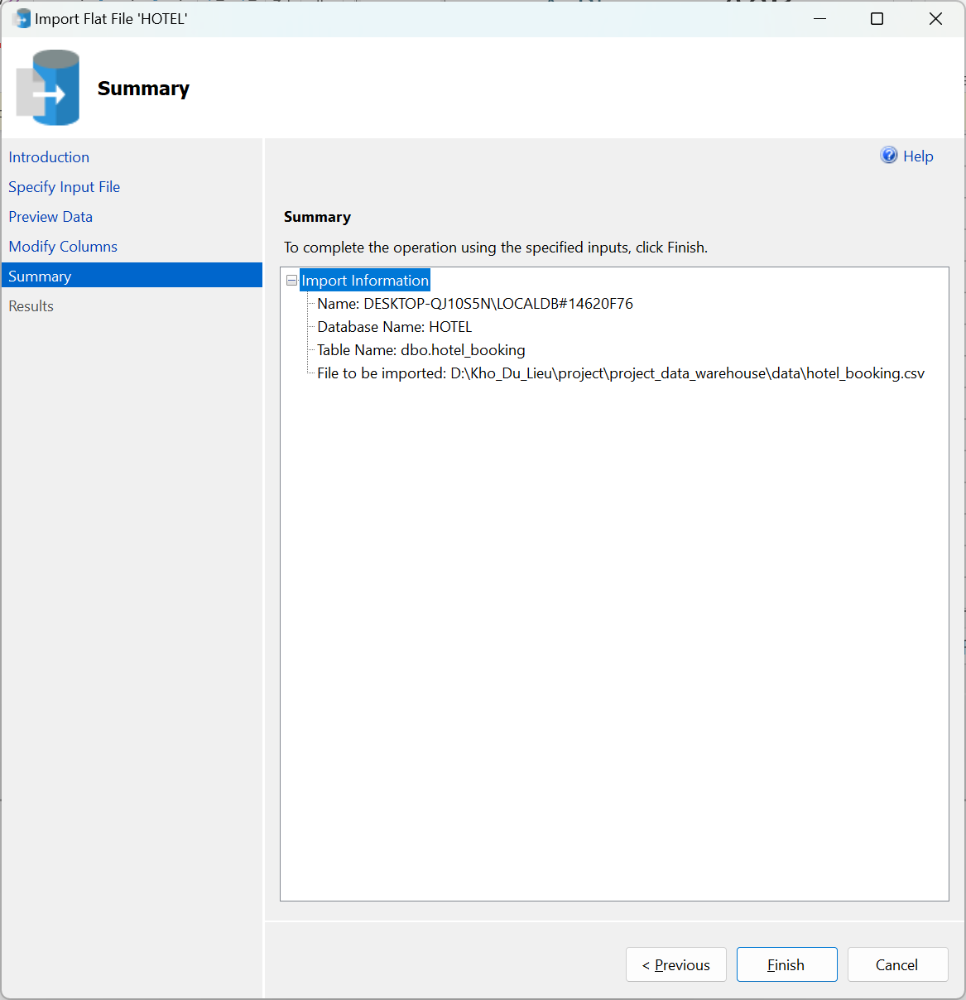 Import Flat File 'HOTEL'
Summary
Introduction
Specify Input File
Preview Data
Modify Columns
Summary
Results
Help
Summary
To complete the operation using the specified inputs, click Finish.
Import Information
Name: DESKTOP-QJ10S5N\LOCALDB#14620F76
Database Name: HOTEL
Table Name: dbo.hotel_booking
File to be imported: D:\Kho_Du_Lieu\project\project_data_warehouse\data\hotel_booking.csv
< Previous
Finish
Cancel